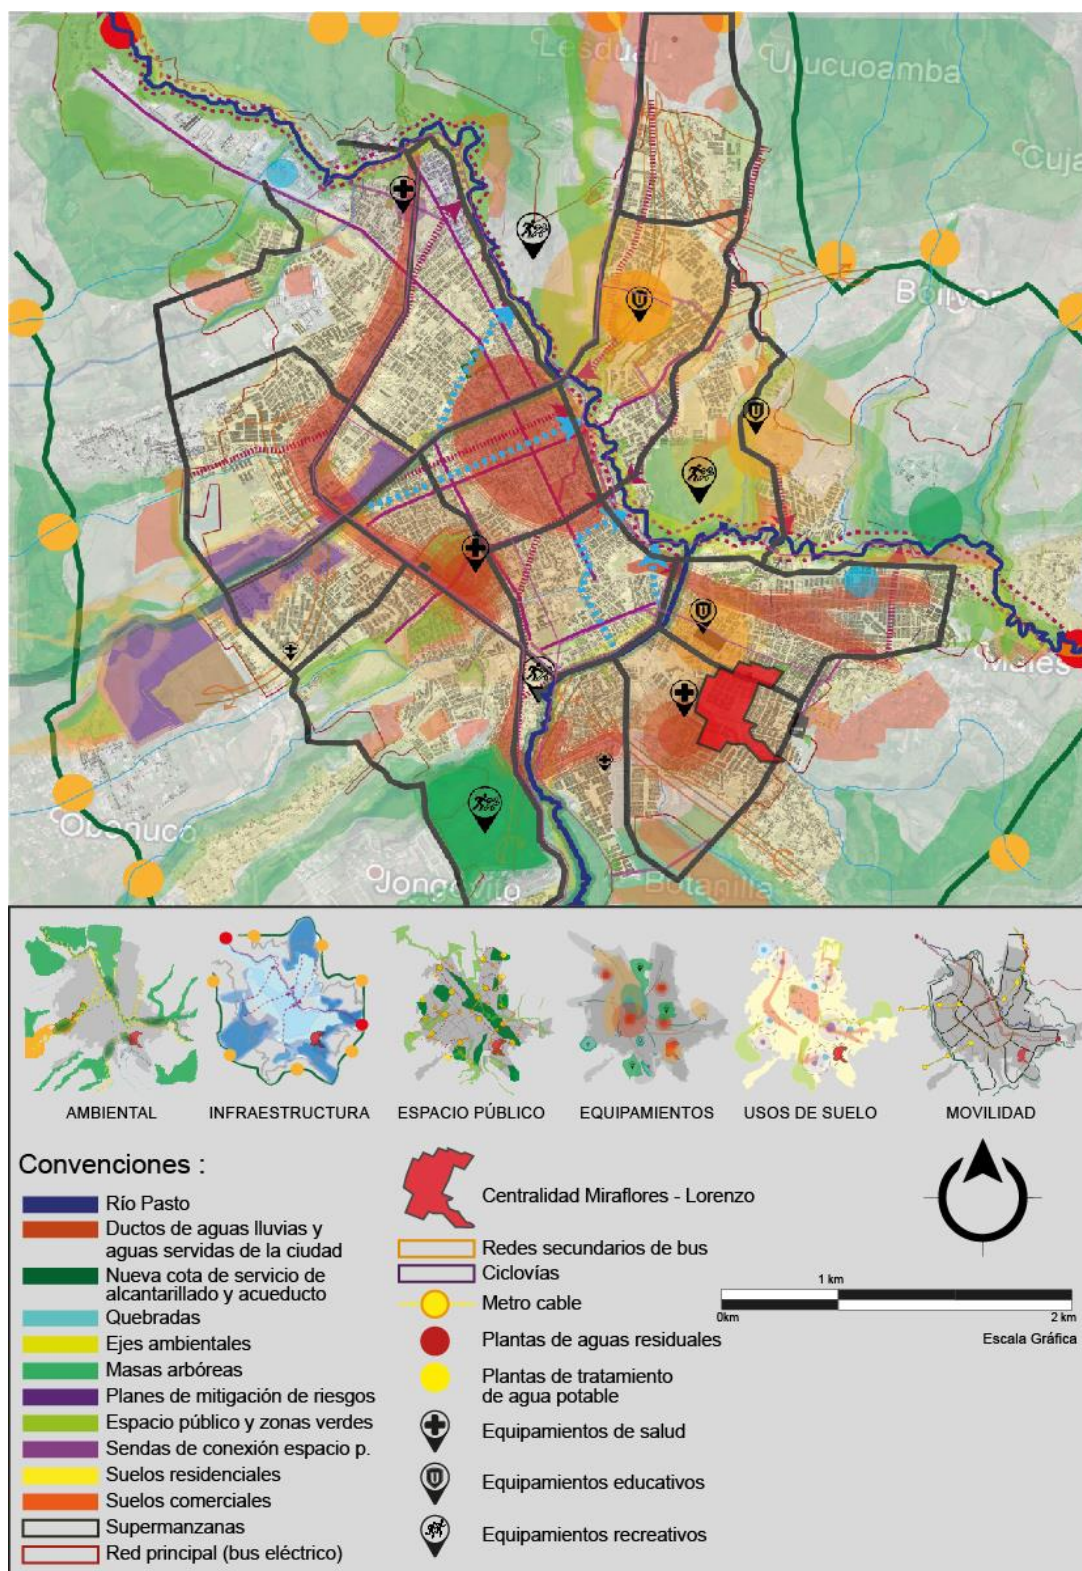 Lesdual
Urucuoamba
Cuja
Bolívar
Males
Obonuco
Jongovito
Botanilla
AMBIENTAL
INFRAESTRUCTURA
ESPACIO PÚBLICO
EQUIPAMIENTOS
USOS DE SUELO
MOVILIDAD
Convenciones :
Río Pasto
Ductos de aguas lluvias y
aguas servidas de la ciudad
Nueva cota de servicio de
alcantarillado y acueducto
Quebradas
Ejes ambientales
Masas arbóreas
Planes de mitigación de riesgos
Espacio público y zonas verdes
Sendas de conexión espacio p.
Suelos residenciales
Suelos comerciales
Supermanzanas
Red principal (bus eléctrico)
Centralidad Miraflores - Lorenzo
Redes secundarios de bus
Ciclovías
Metro cable
Plantas de aguas residuales
Plantas de tratamiento
de agua potable
Equipamientos de salud
Equipamientos educativos
Equipamientos recreativos
1 km
0km
2 km
Escala Gráfica